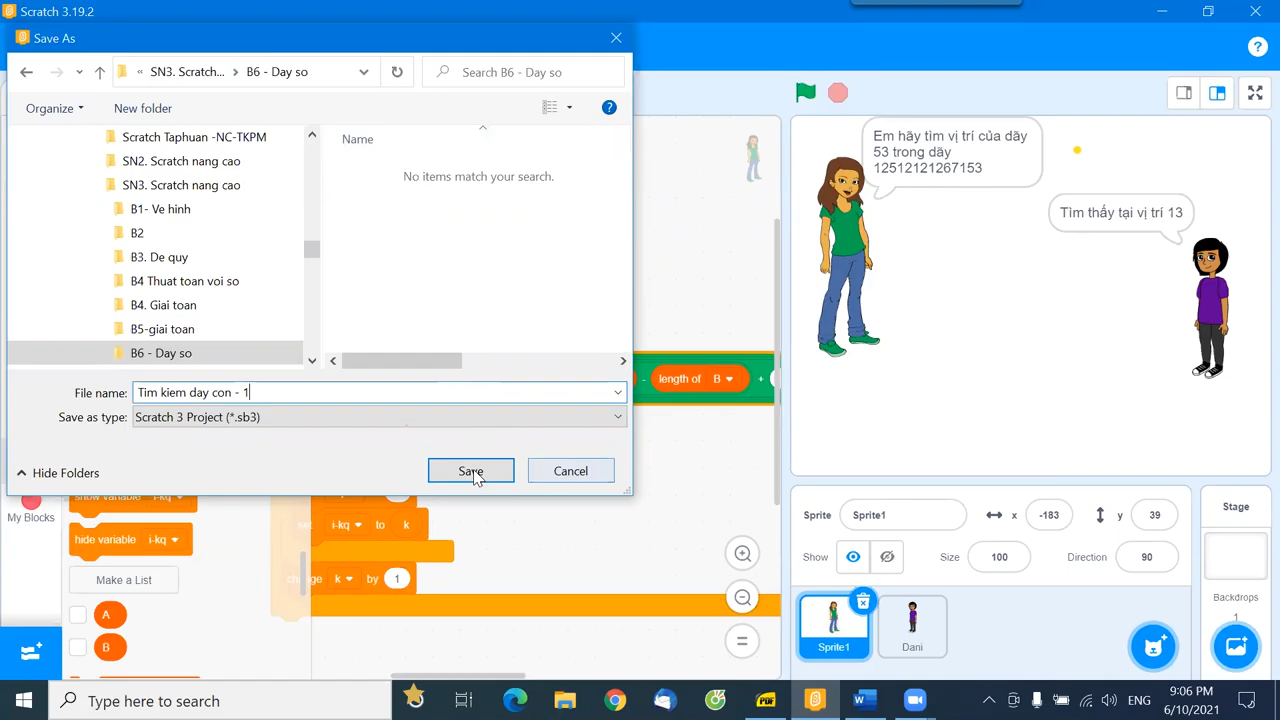 Scratch 3.19.2
Save As
« SN3. Scratch... › B6 - Day so
Search B6 - Day so
Organize
New folder
Scratch Taphuan -NC-TKPM
SN2. Scratch nang cao
SN3. Scratch nang cao
B1- Ve hinh
B2
B3. De quy
B4 Thuat toan voi so
B4. Giai toan
B5-giai toan
B6 - Day so
Name
No items match your search.
File name: Tim kiem day con - 1
Save as type: Scratch 3 Project (*.sb3)
Hide Folders
Save
Cancel
Em hãy tìm vị trí của dãy
53 trong dãy
12512121267153
Tìm thấy tại vị trí 13
- length of B +
My Blocks
show variable i-kq
hide variable i-kq
Make a List
A
B
i-kq to k
k by 1
Sprite Sprite1 x -183 y 39
Show Size 100 Direction 90
Sprite1
Dani
Stage
Backdrops
1
Type here to search
PDF
W
ENG
9:06 PM
6/10/2021